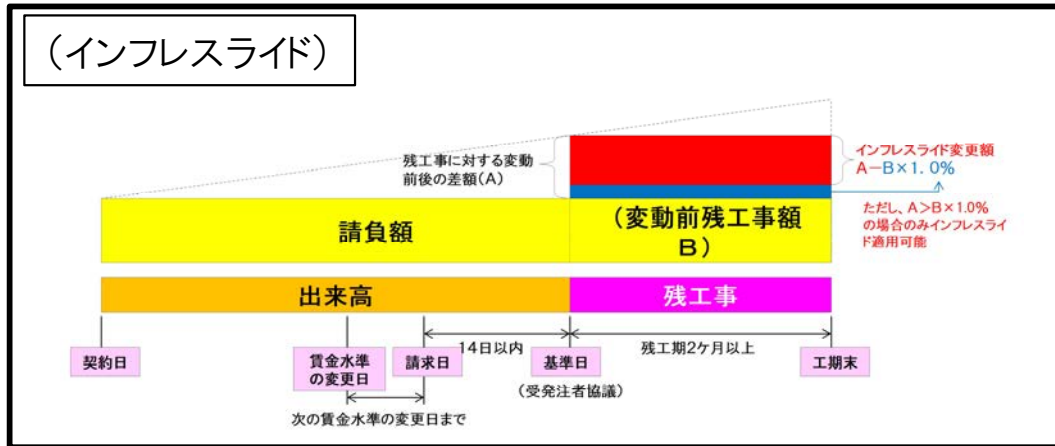 （インフレスライド）
残工事に対する変動
前後の差額（A）
インフレスライド変更額
A－B×1．0%
ただし、A＞B×1.0%
の場合のみインフレスライ
ド適用可能
請負額
（変動前残工事額
B）
出来高
残工事
14日以内
残工期2ケ月以上
契約日
賃金水準
の変更日
請求日
基準日
工期末
（受発注者協議）
次の賃金水準の変更日まで